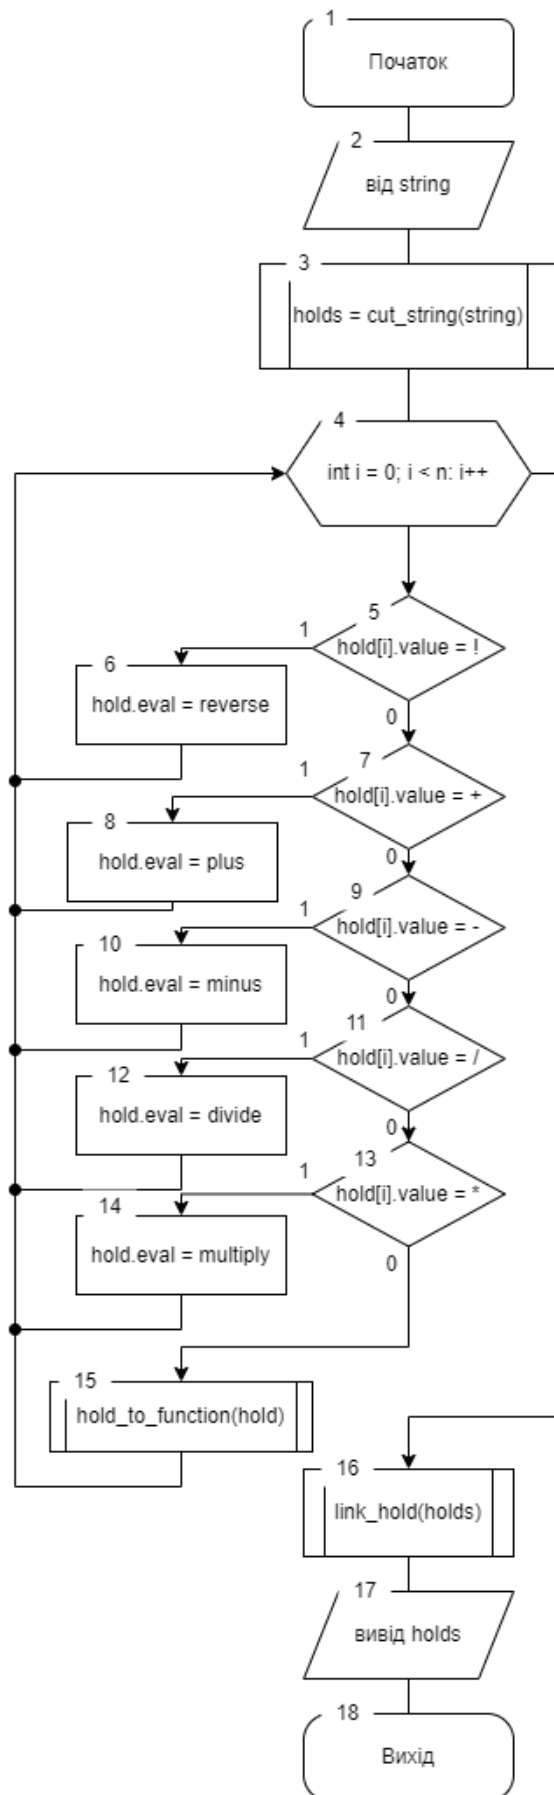 1
Початок
2
від string
3
holds = cut_string(string)
4
int i = 0; i < n: i++
5
hold[i].value = !
1
0
6
hold.eval = reverse
7
hold[i].value = +
1
0
8
hold.eval = plus
9
hold[i].value = -
1
0
10
hold.eval = minus
11
hold[i].value = /
1
0
12
hold.eval = divide
13
hold[i].value = *
1
0
14
hold.eval = multiply
15
hold_to_function(hold)
16
link_hold(holds)
17
вивід holds
18
Вихід